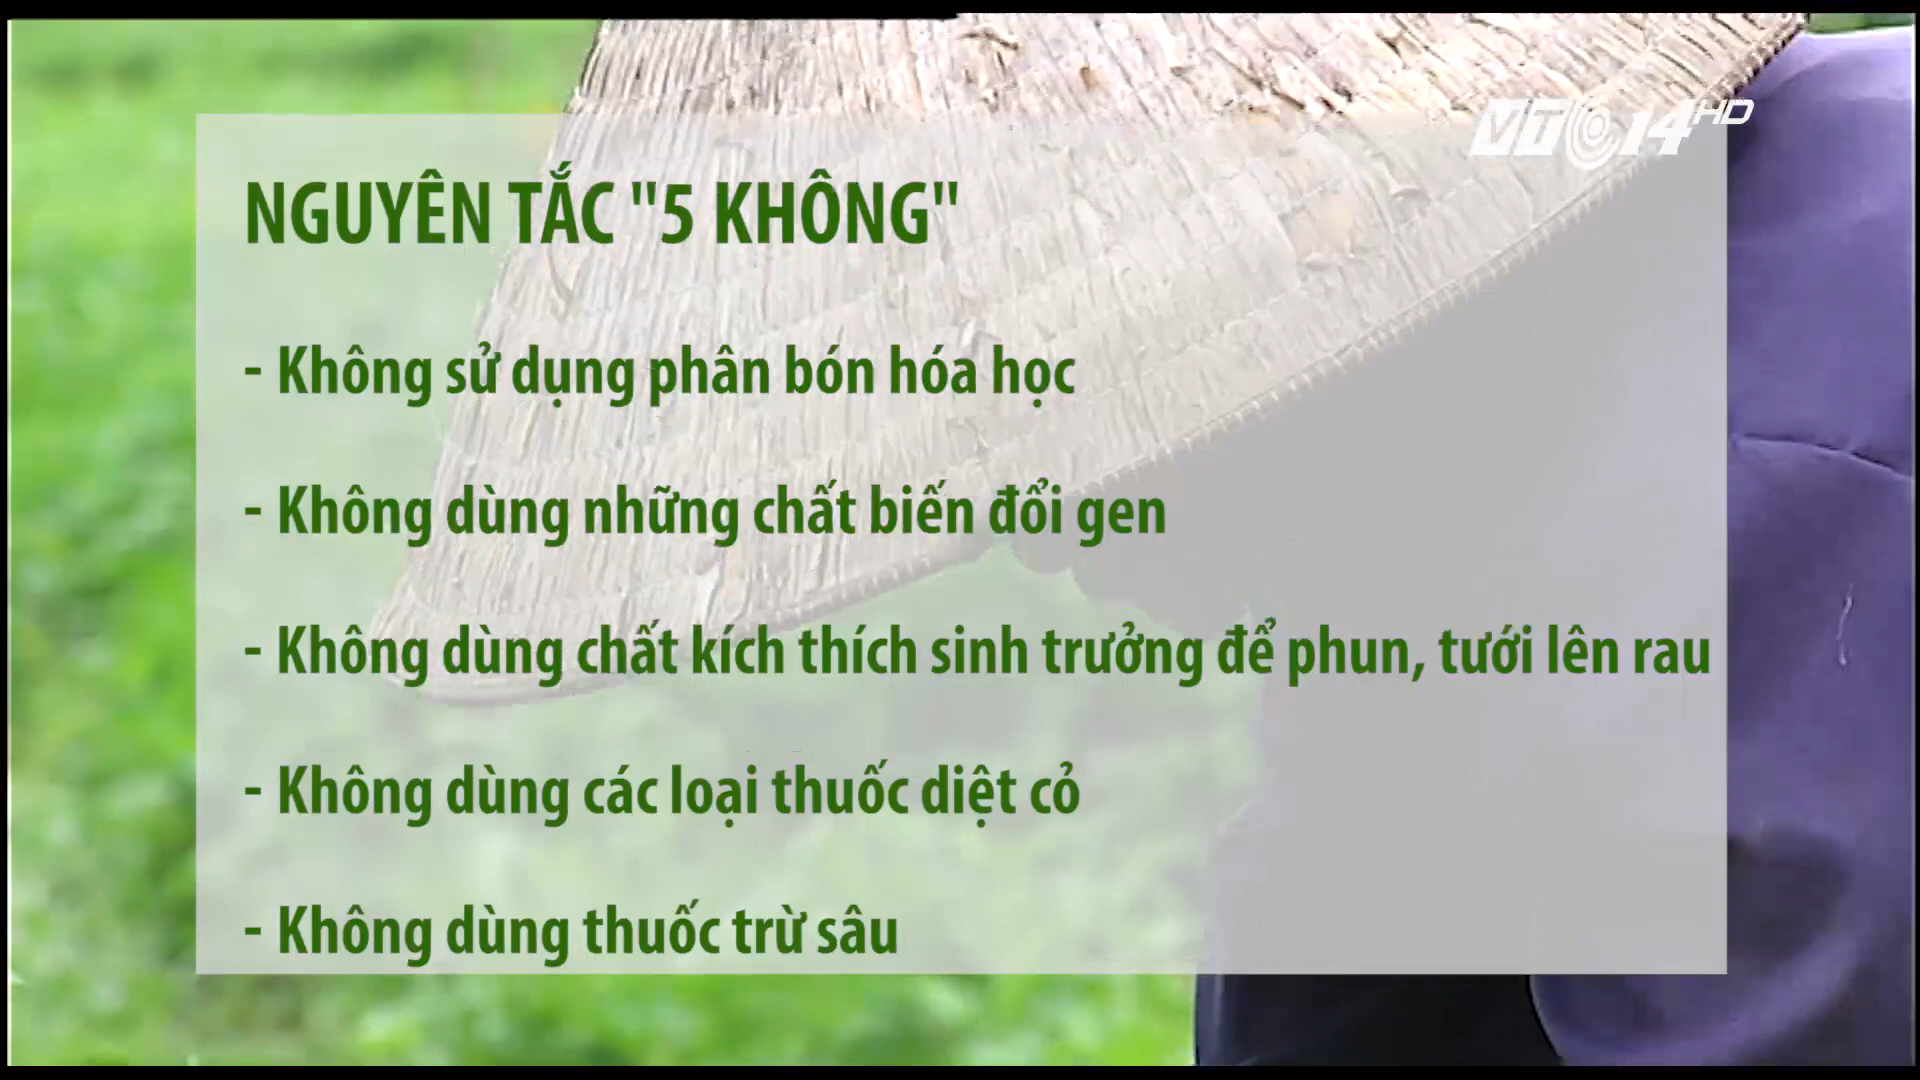 VTC14 HD
NGUYÊN TẮC "5 KHÔNG"
- Không sử dụng phân bón hóa học
- Không dùng những chất biến đổi gen
- Không dùng chất kích thích sinh trưởng để phun, tưới lên rau
- Không dùng các loại thuốc diệt cỏ
- Không dùng thuốc trừ sâu